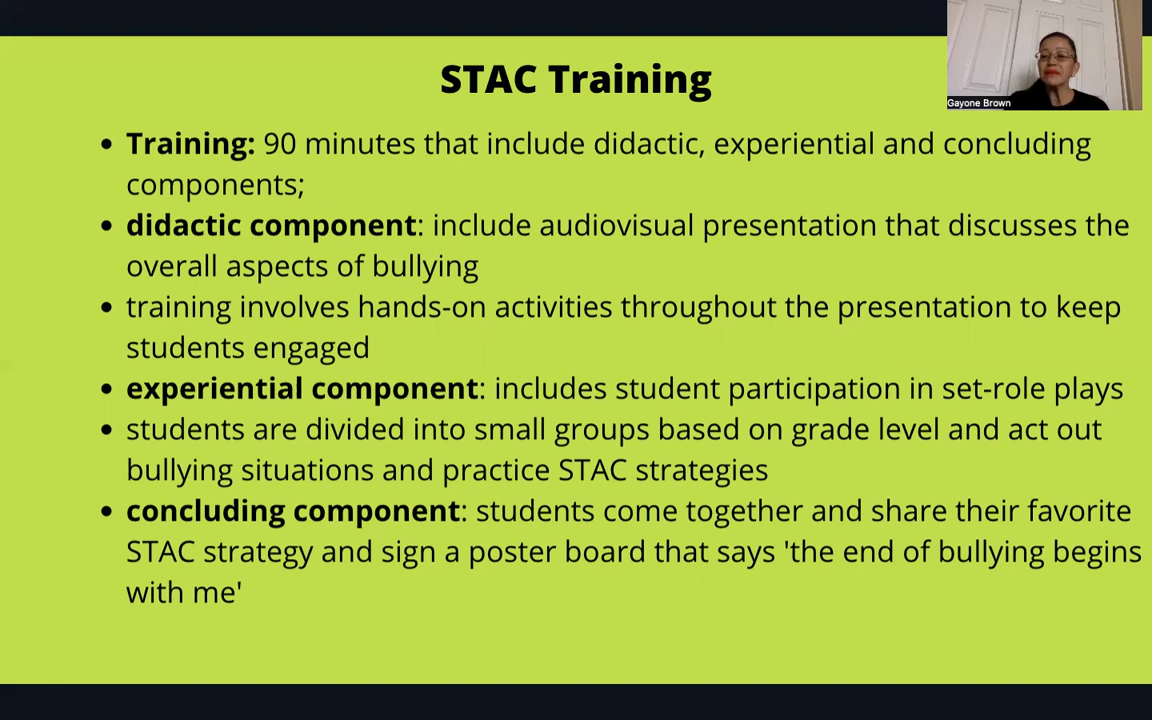 STAC Training
Gayone Brown
• Training: 90 minutes that include didactic, experiential and concluding
components;
• didactic component: include audiovisual presentation that discusses the
overall aspects of bullying
• training involves hands-on activities throughout the presentation to keep
students engaged
• experiential component: includes student participation in set-role plays
• students are divided into small groups based on grade level and act out
bullying situations and practice STAC strategies
• concluding component: students come together and share their favorite
STAC strategy and sign a poster board that says 'the end of bullying begins
with me'